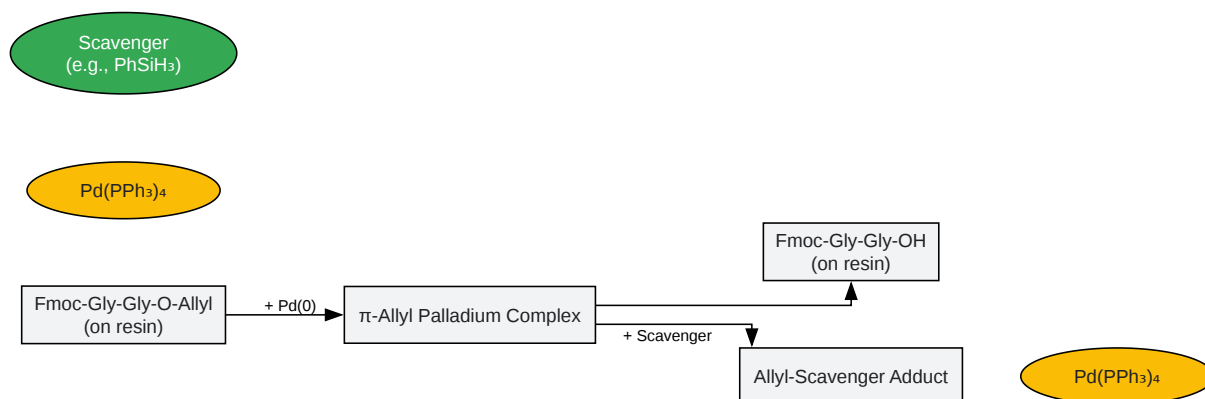 Scavenger
(e.g., PhSiH₃)
Pd(PPh₃)₄
Fmoc-Gly-Gly-O-Allyl
(on resin)
+ Pd(0)
π-Allyl Palladium Complex
Fmoc-Gly-Gly-OH
(on resin)
+ Scavenger
Allyl-Scavenger Adduct
Pd(PPh₃)₄